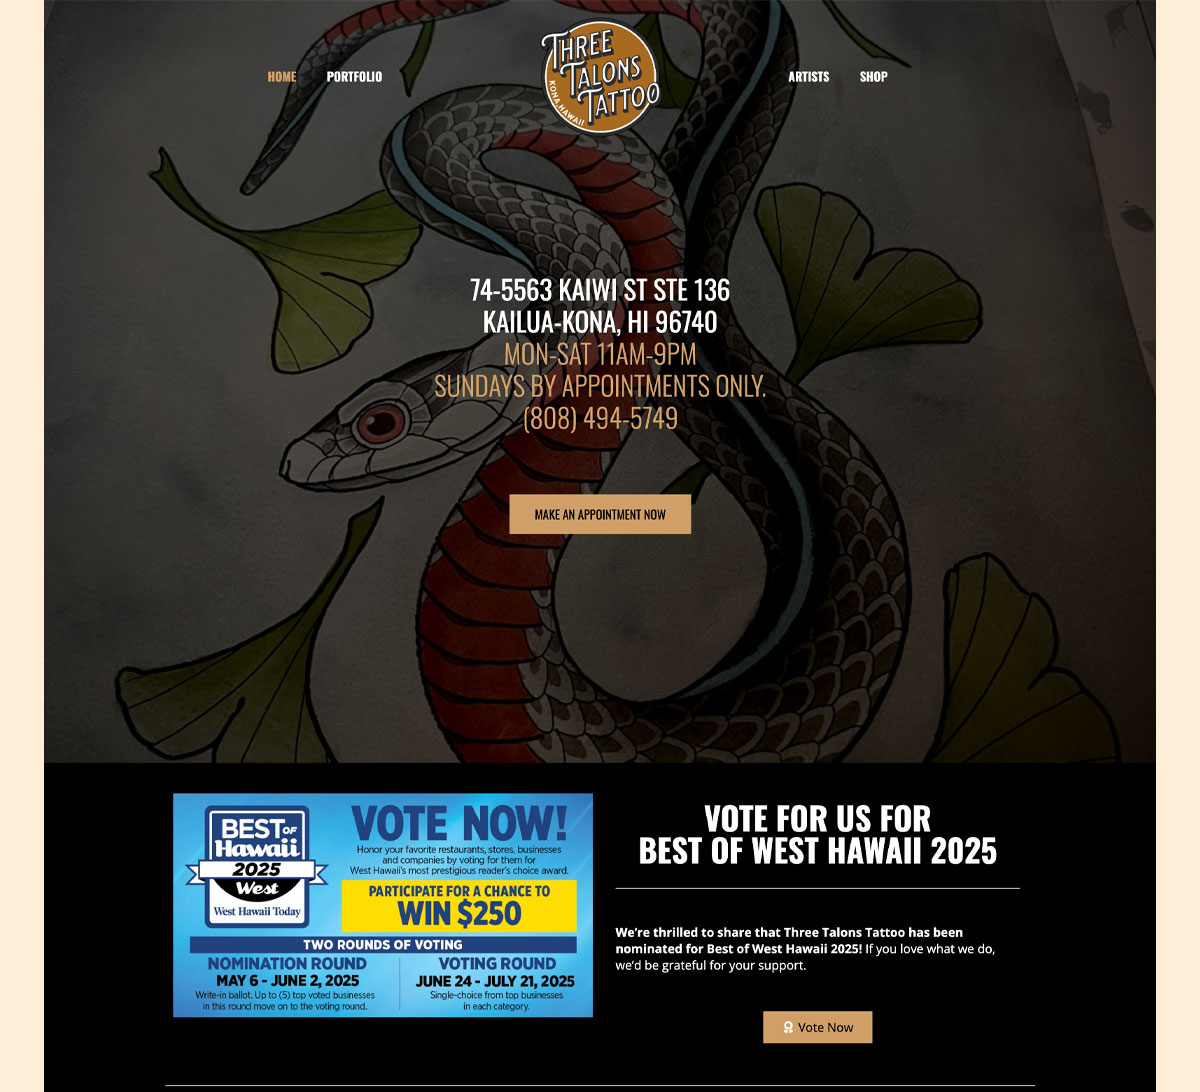 HOME
PORTFOLIO
THREE
TALONS
TATTOO
KONA, HAWAII
ARTISTS
SHOP
74-5563 KAIWI ST STE 136
KAILUA-KONA, HI 96740
MON-SAT 11AM-9PM
SUNDAYS BY APPOINTMENTS ONLY.
(808) 494-5749
MAKE AN APPOINTMENT NOW
BEST OF
Hawaii
2025
West
West Hawaii Today
VOTE NOW!
Honor your favorite restaurants, stores, businesses
and companies by voting for them for
West Hawaii's most prestigious reader's choice award.
PARTICIPATE FOR A CHANCE TO
WIN $250
TWO ROUNDS OF VOTING
NOMINATION ROUND
MAY 6 - JUNE 2, 2025
Write-in ballot. Up to (5) top voted businesses
in this round move on to the voting round.
VOTING ROUND
JUNE 24 - JULY 21, 2025
Single-choice from top businesses
in each category.
VOTE FOR US FOR
BEST OF WEST HAWAII 2025
We're thrilled to share that Three Talons Tattoo has been
nominated for Best of West Hawaii 2025! If you love what we do,
we'd be grateful for your support.
Vote Now